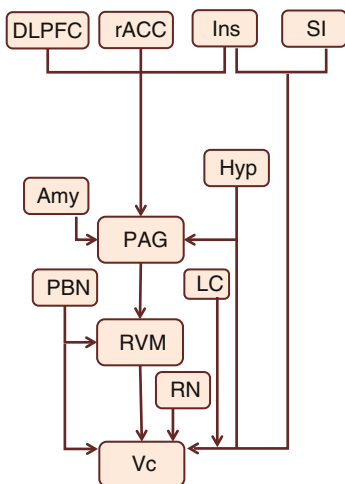 DLPFC rACC Ins SI
Hyp
Amy
PAG
PBN LC
RVM
RN
Vc